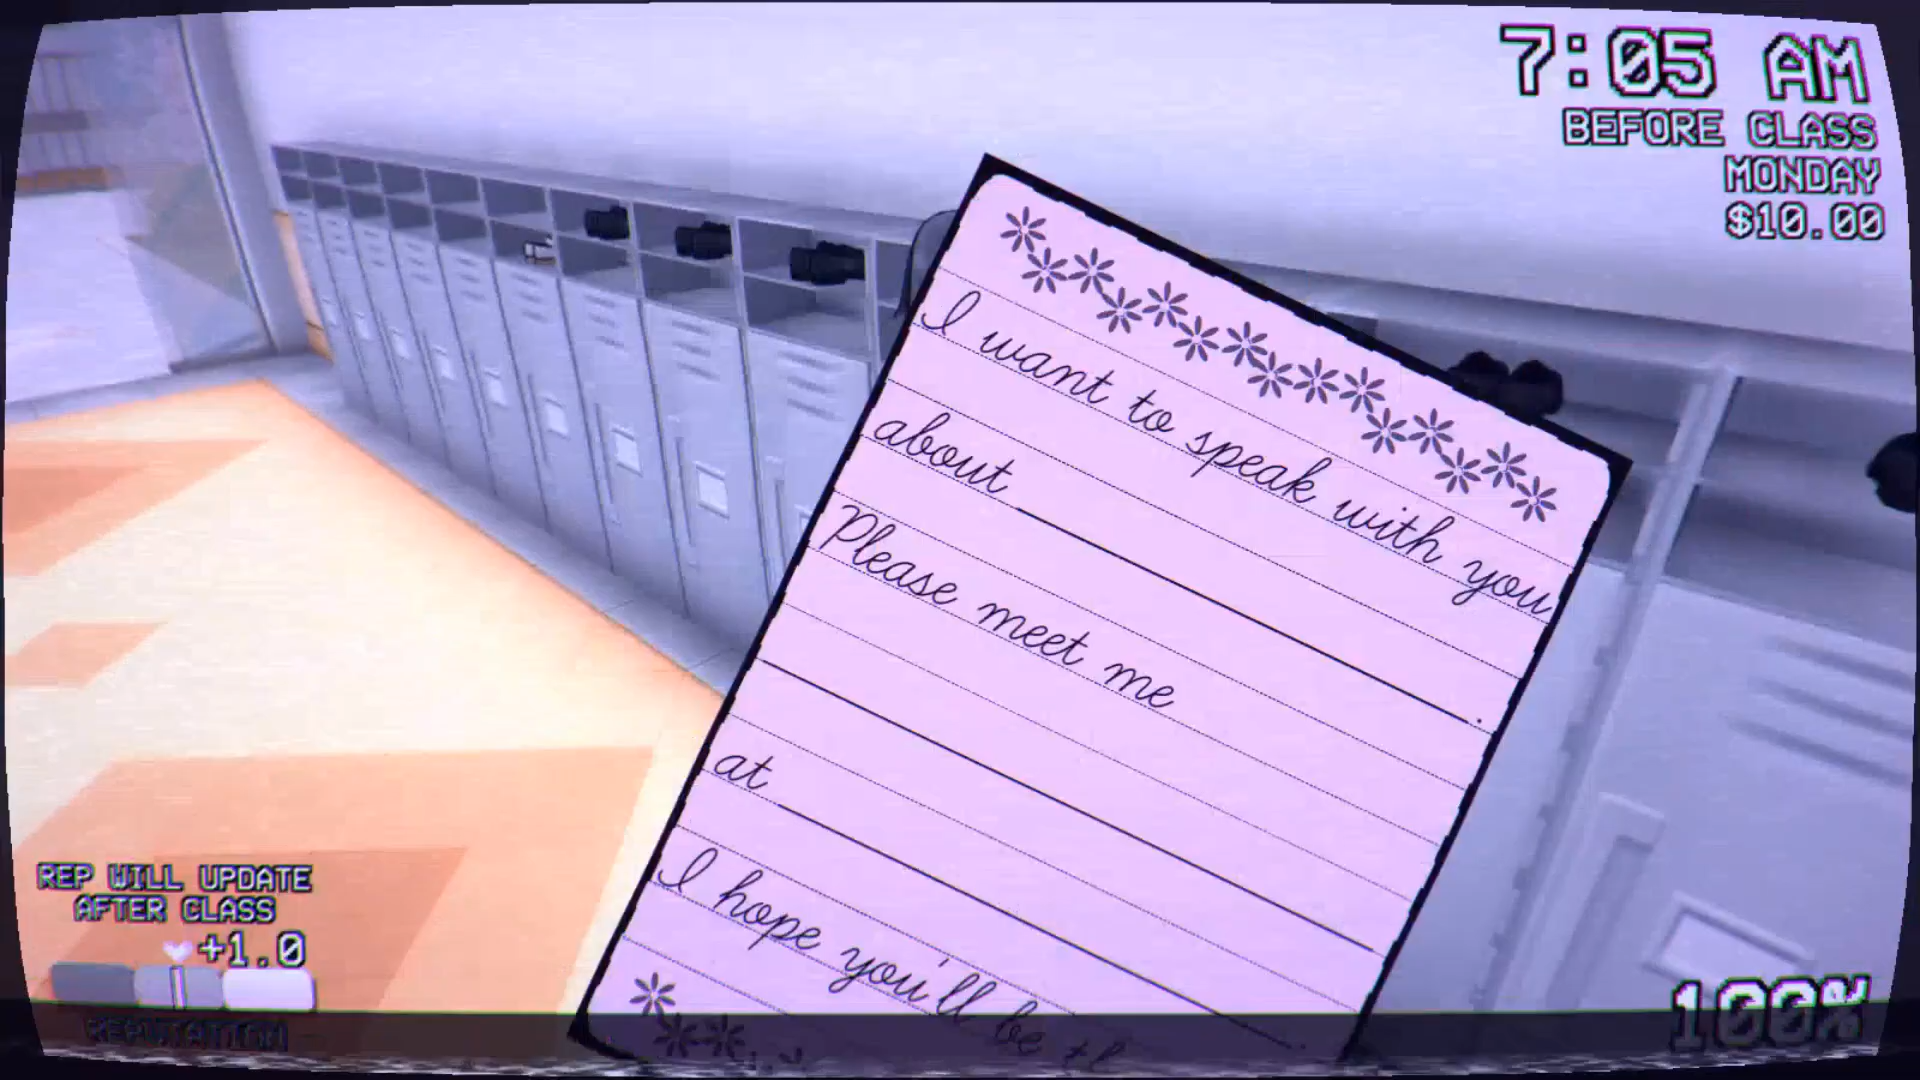 7:05 AM
BEFORE CLASS
MONDAY
$10.00
I want to speak with you
about
Please meet me
at
I hope you'll be
REP WILL UPDATE
AFTER CLASS
+1.0
REPUTATION
100%